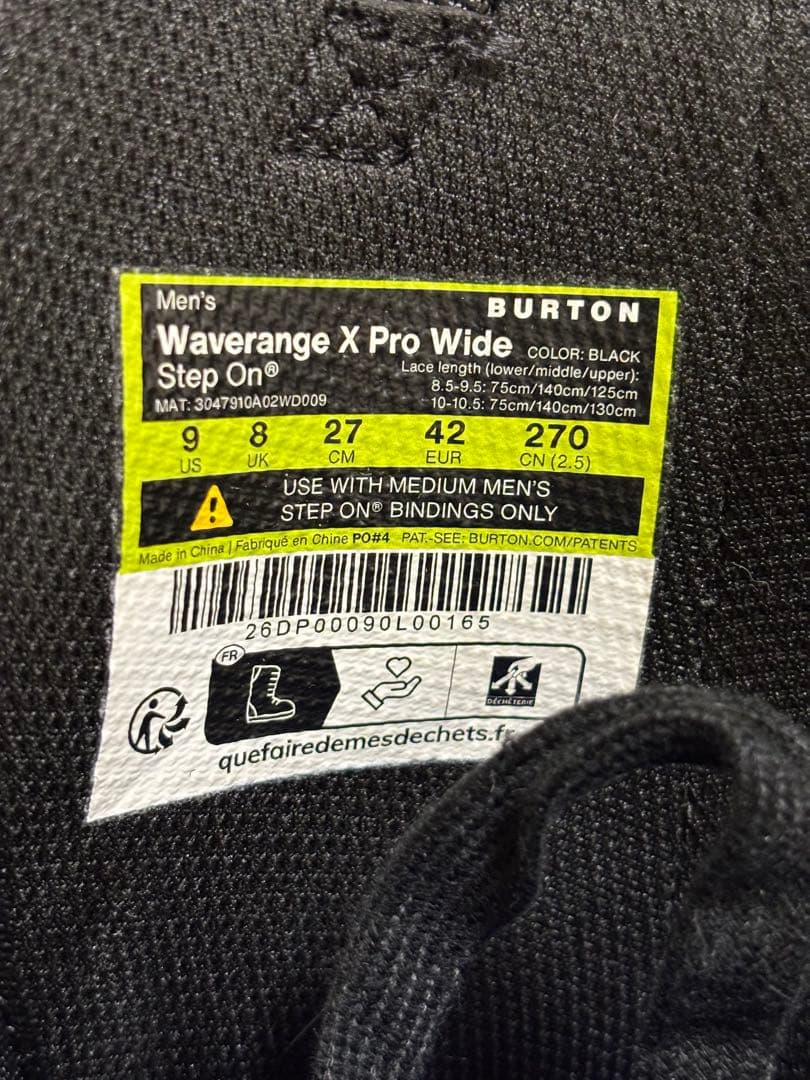 Men's BURTON
Waverange X Pro Wide COLOR: BLACK
Step On® Lace length (lower/middle/upper):
8.5-9.5: 75cm/140cm/125cm
MAT: 3047910A02WD009 10-10.5: 75cm/140cm/130cm
9 8 27 42 270
US UK CM EUR CN (2.5)
USE WITH MEDIUM MEN'S
STEP ON® BINDINGS ONLY
Made in China | Fabriqué en Chine PO#4 PAT.-SEE: BURTON.COM/PATENTS
26DP00090L00165
FR
DÉCHÈTERIE
quefairedemesdechets.fr